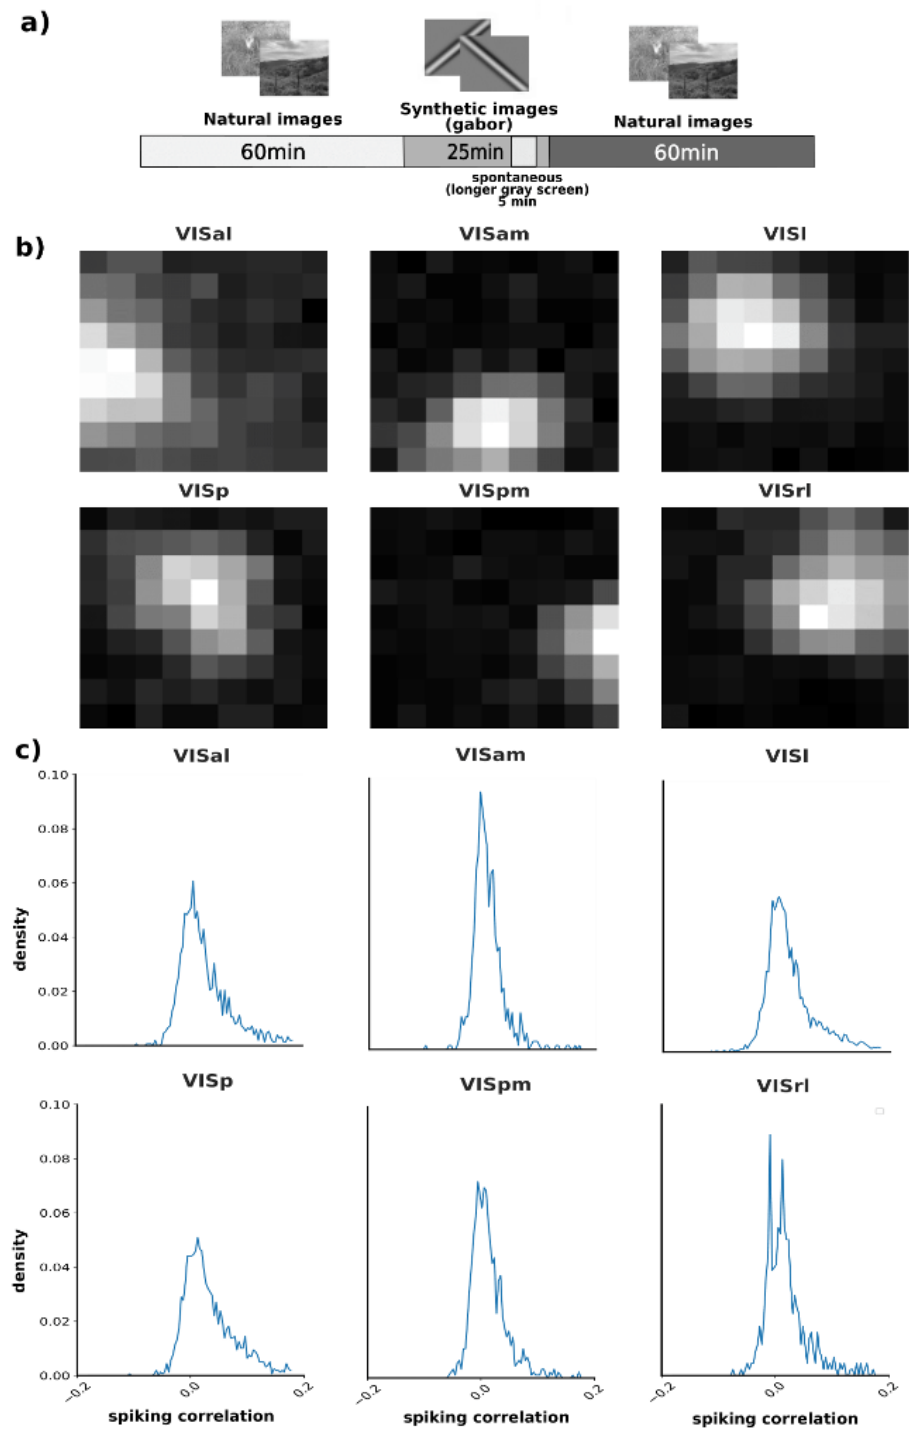 a)
Natural images
Synthetic images
(gabor)
Natural images
60min
25min
60min
spontaneous
(longer gray screen)
5 min
b)
VISal
VISam
VISl
VISp
VISpm
VISrl
c)
VISal
VISam
VISl
0.10
0.08
0.06
0.04
0.02
0.00
density
VISp
VISpm
VISrl
0.10
0.08
0.06
0.04
0.02
0.00
density
−0.2
0.0
0.2
−0.2
0.0
0.2
−0.2
0.0
0.2
spiking correlation
spiking correlation
spiking correlation